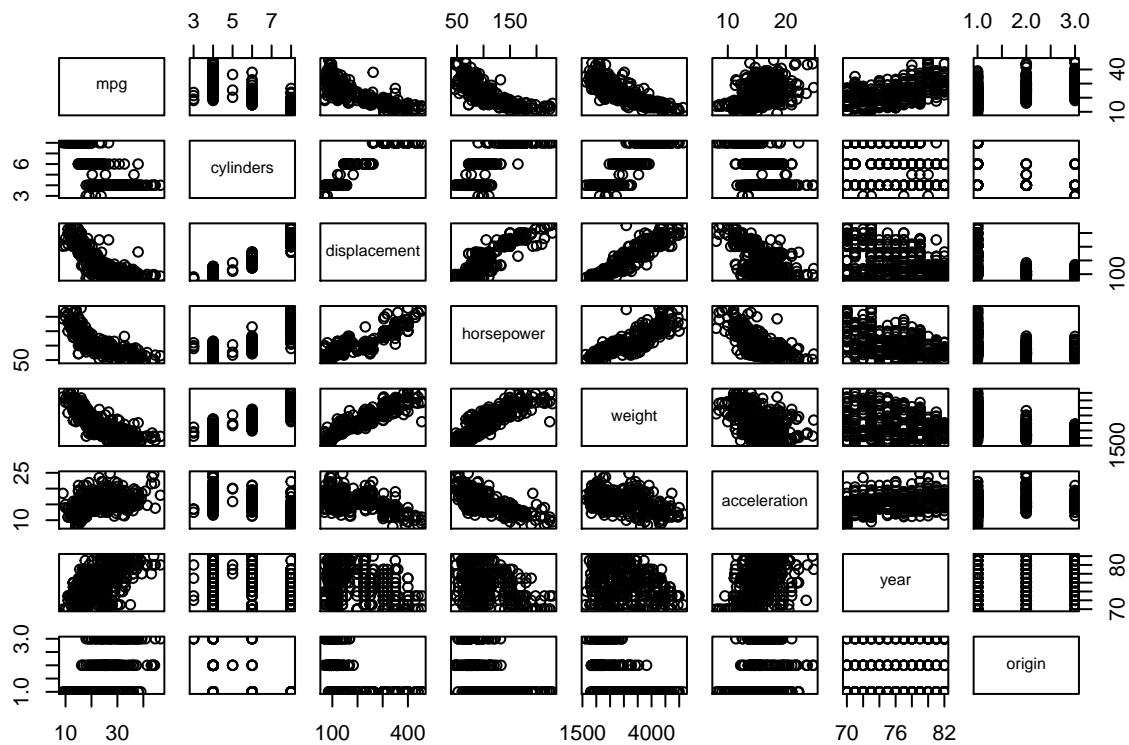 3 5 7
50 150
10 20
1.0 2.0 3.0
mpg
10 40
3 6
cylinders
displacement
100
50
horsepower
weight
1500
10 25
acceleration
year
70 80
1.0 3.0
origin
10 30
100 400
1500 4000
70 76 82